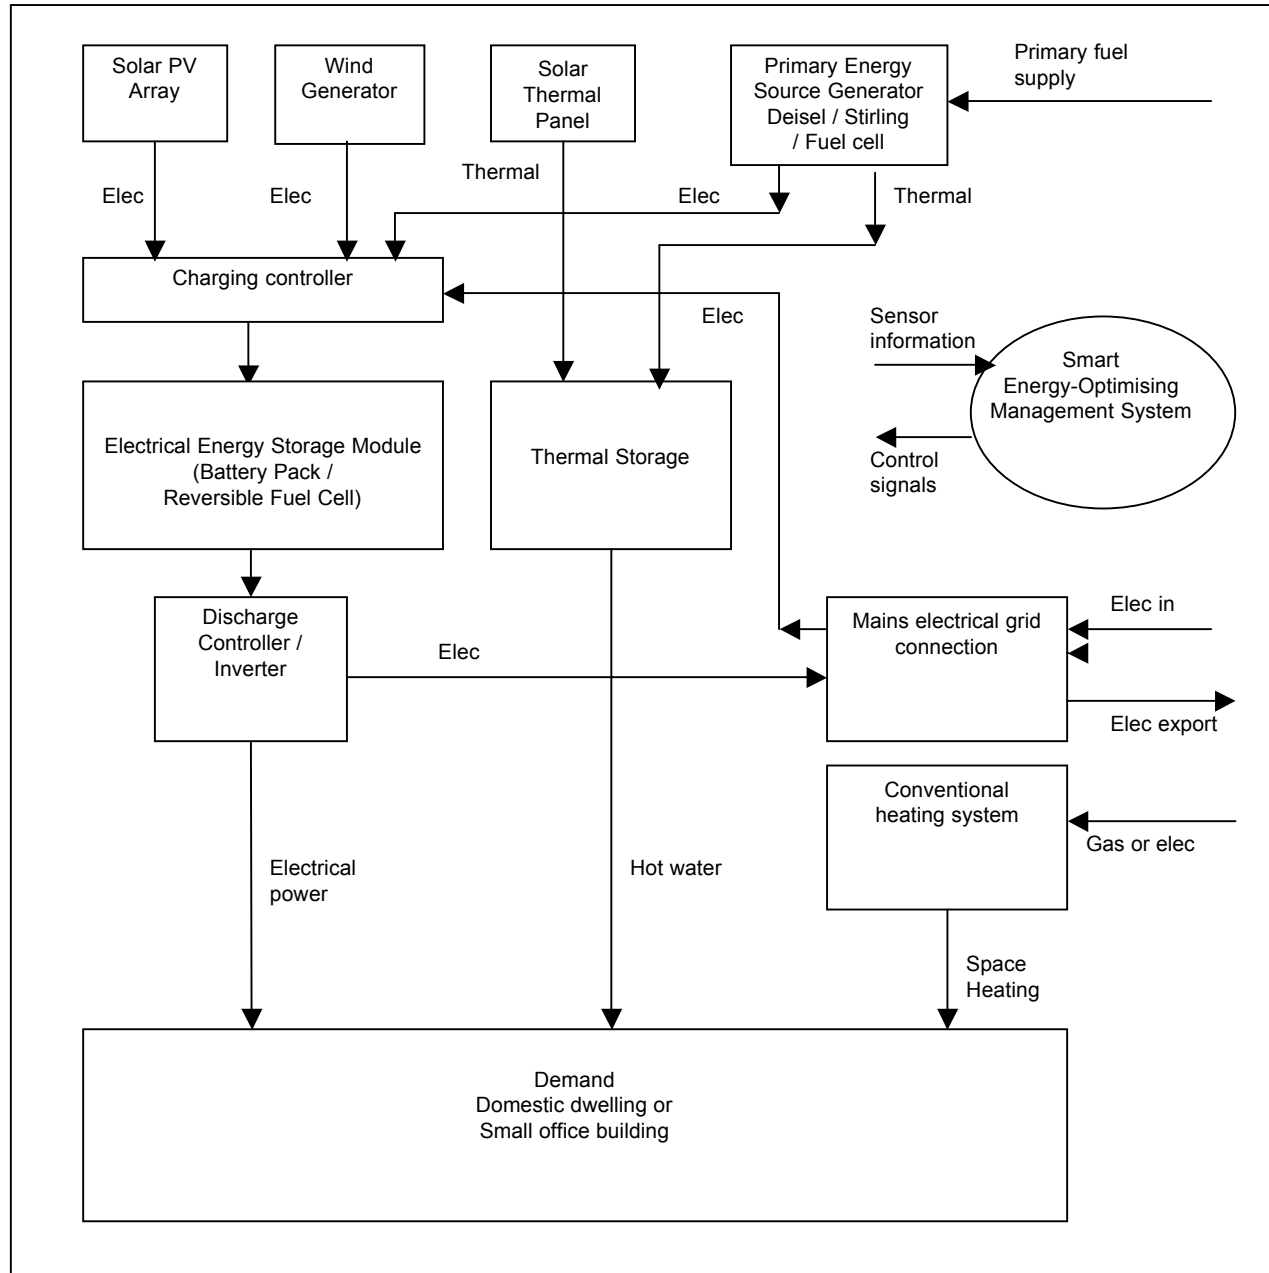 Solar PV
Array
Wind
Generator
Solar
Thermal
Panel
Primary Energy
Source Generator
Deisel / Stirling
/ Fuel cell
Primary fuel
supply
Elec
Elec
Thermal
Elec
Thermal
Charging controller
Elec
Sensor
information
Smart
Energy-Optimising
Management System
Control
signals
Electrical Energy Storage Module
(Battery Pack /
Reversible Fuel Cell)
Thermal Storage
Discharge
Controller /
Inverter
Elec
Mains electrical grid
connection
Elec in
Elec export
Conventional
heating system
Gas or elec
Electrical
power
Hot water
Space
Heating
Demand
Domestic dwelling or
Small office building